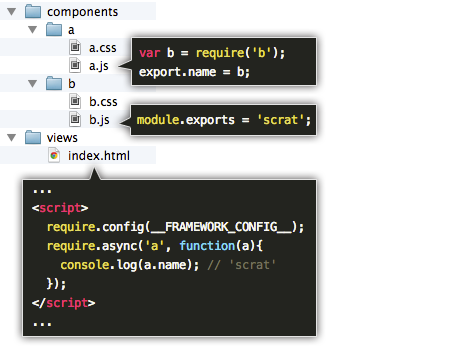 components
a
a.css
a.js
var b = require('b');
export.name = b;
b
b.css
b.js
module.exports = 'scrat';
views
index.html
...
<script>
require.config(__FRAMEWORK_CONFIG__);
require.async('a', function(a){
console.log(a.name); // 'scrat'
});
</script>
...